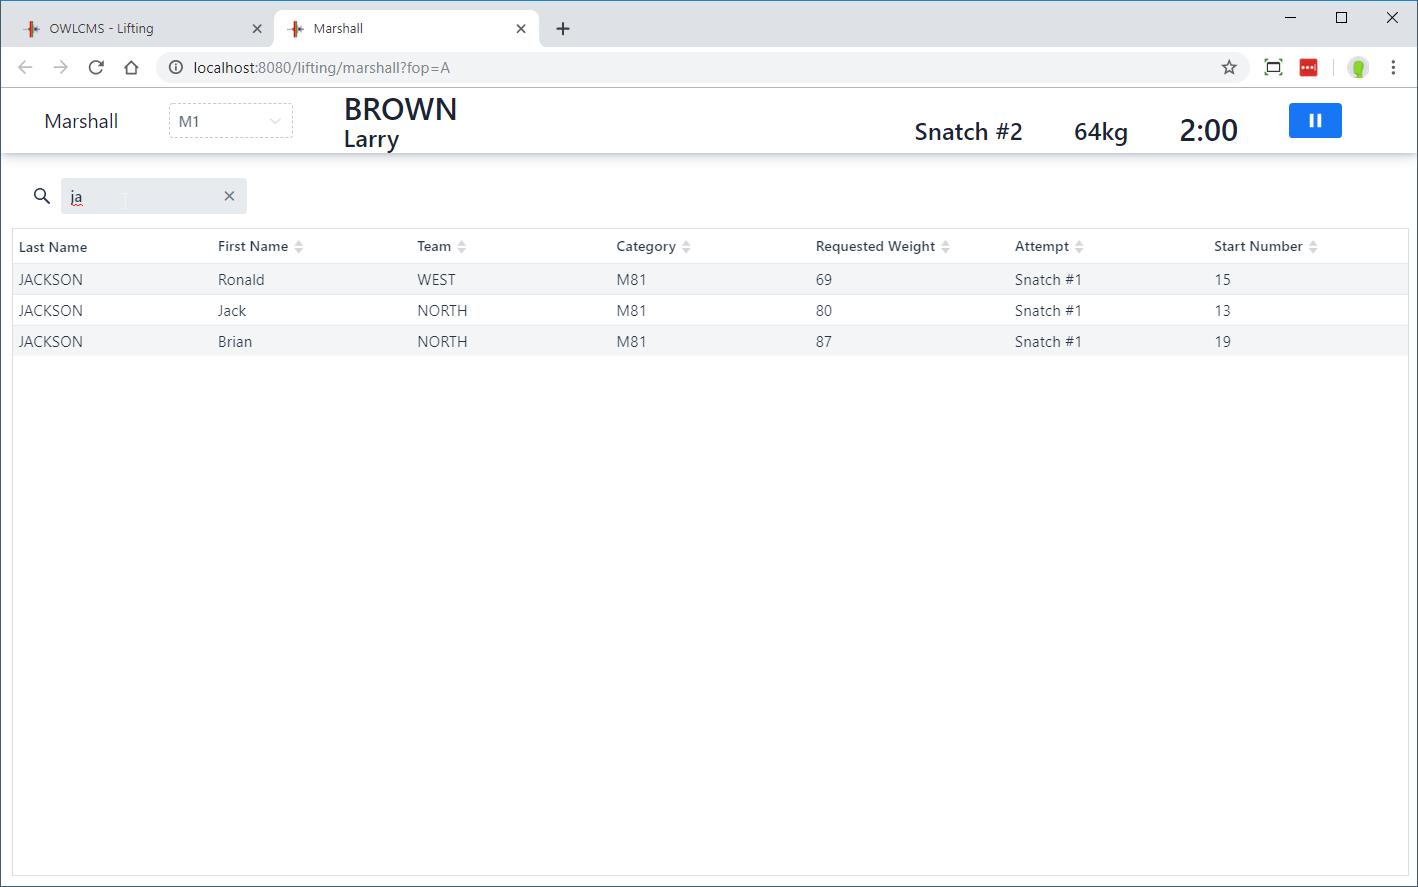 OWLCMS - Lifting
Marshall
localhost:8080/lifting/marshall?fop=A
Marshall
M1
BROWN
Larry
Snatch #2
64kg
2:00
ja
Last Name First Name Team Category Requested Weight Attempt Start Number
JACKSON Ronald WEST M81 69 Snatch #1 15
JACKSON Jack NORTH M81 80 Snatch #1 13
JACKSON Brian NORTH M81 87 Snatch #1 19